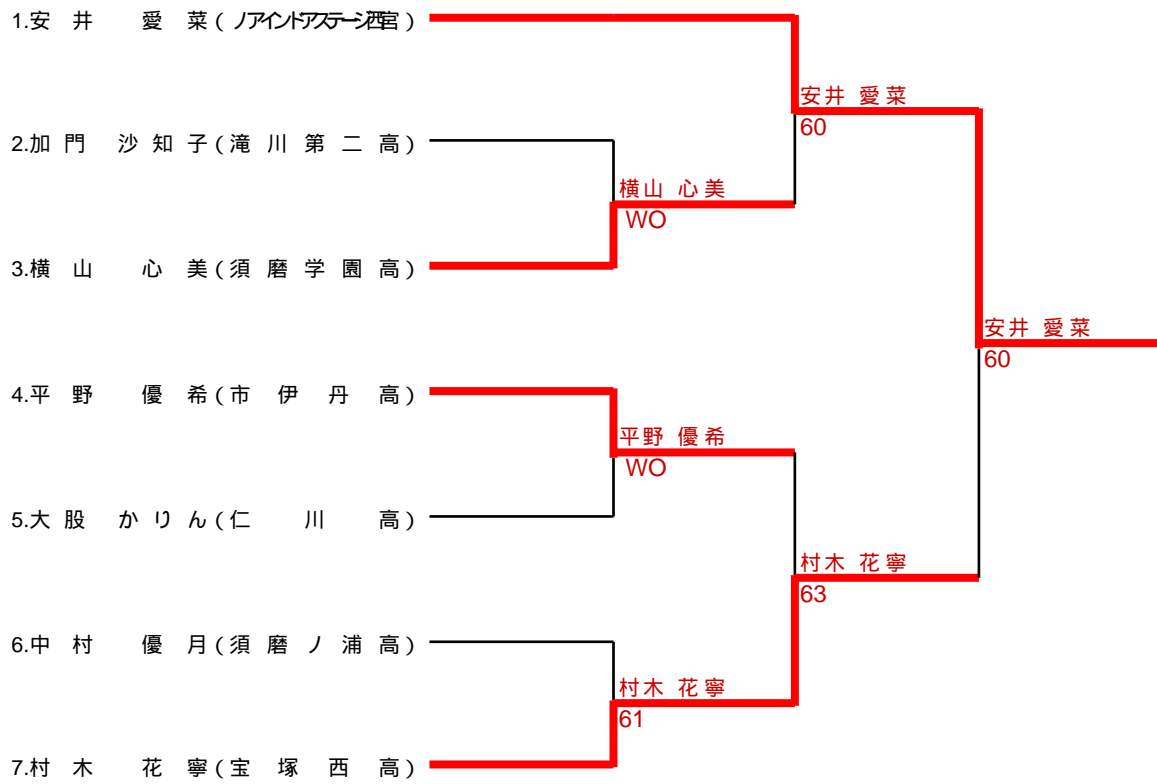 1.安井 愛菜(ノアインドアステージ西宮)
安井 愛菜
60
2.加門 沙知子(滝川第二高)
横山 心美
WO
3.横山 心美(須磨学園高)
安井 愛菜
60
4.平野 優希(市伊丹高)
平野 優希
WO
5.大股 かりん(仁川高)
村木 花寧
63
6.中村 優月(須磨ノ浦高)
村木 花寧
61
7.村木 花寧(宝塚西高)